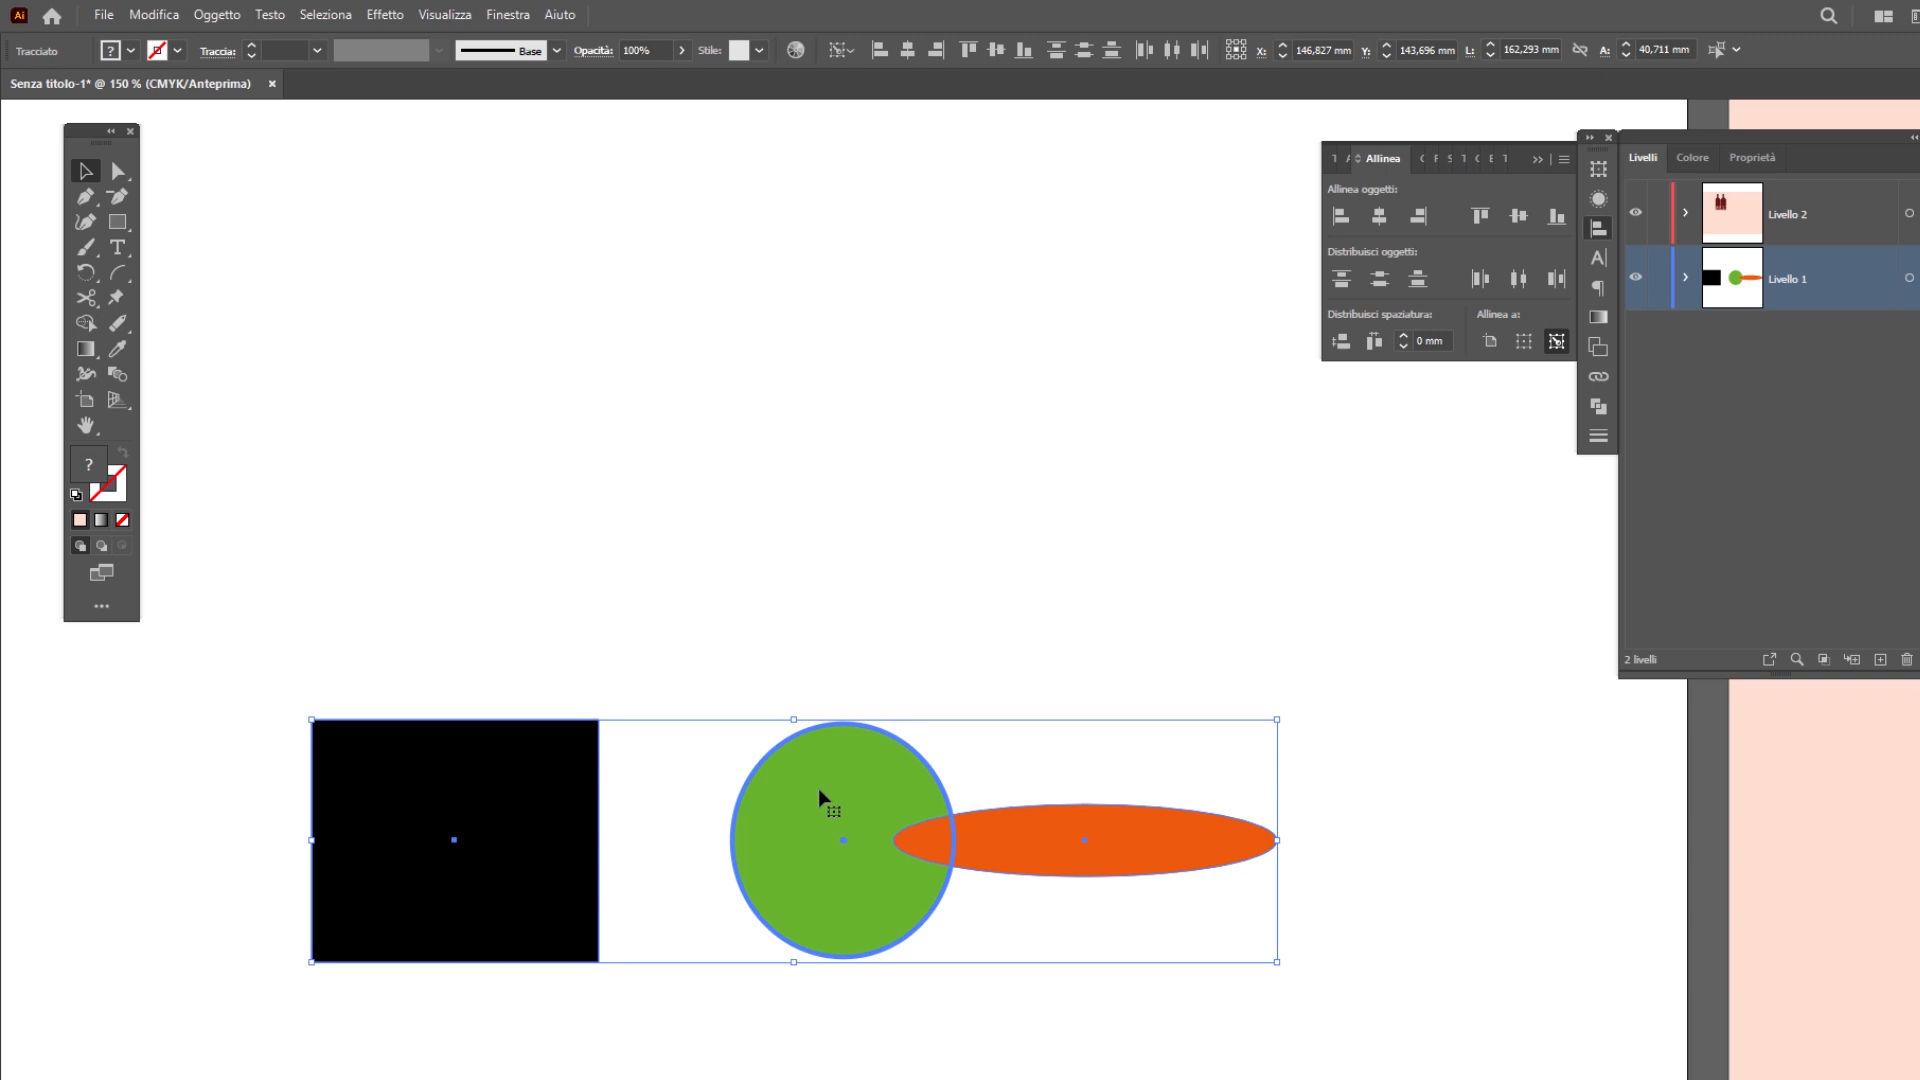 Ai File Modifica Oggetto Testo Seleziona Effetto Visualizza Finestra Aiuto
Tracciato ? Traccia: Base Opacità: 100% Stile: X: 146,827 mm Y: 143,696 mm L: 162,293 mm A: 40,711 mm
Senza titolo-1* @ 150 % (CMYK/Anteprima) ×
Allinea
Allinea oggetti:
Distribuisci oggetti:
Distribuisci spaziatura: Allinea a:
0 mm
Livelli Colore Proprietà
Livello 2
Livello 1
2 livelli
?